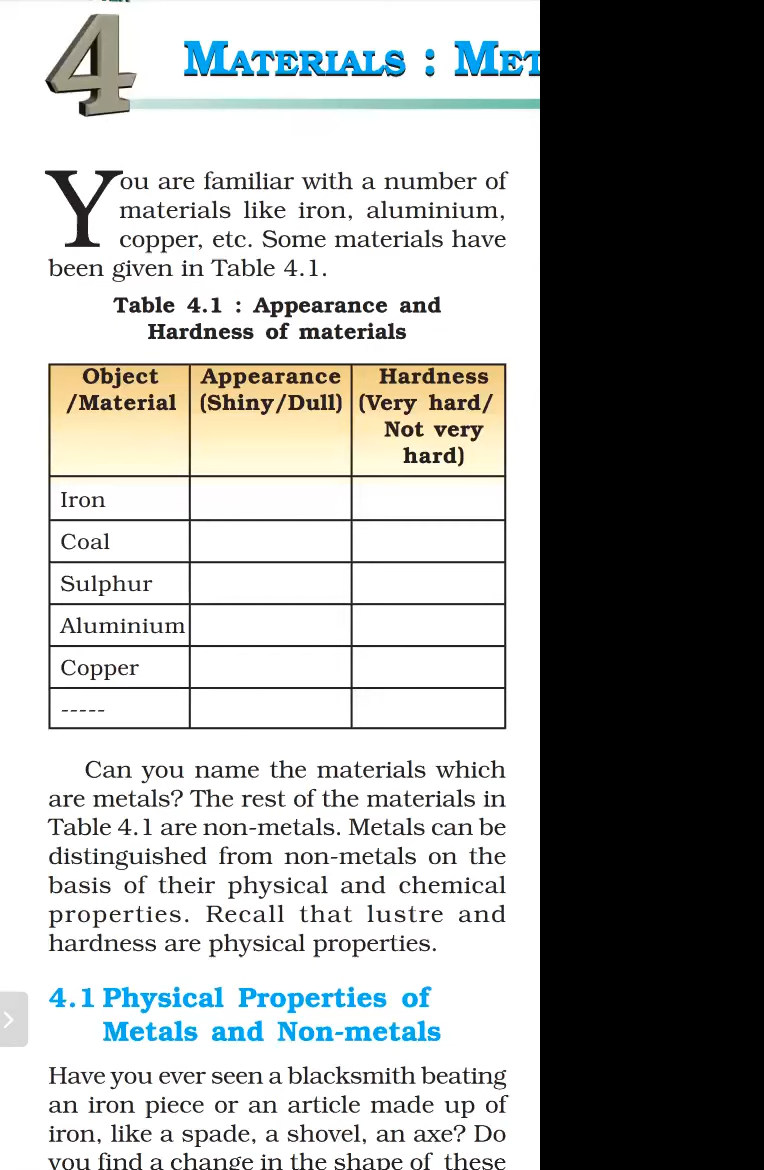 4 MATERIALS : MET
You are familiar with a number of
materials like iron, aluminium,
copper, etc. Some materials have
been given in Table 4.1.
Table 4.1 : Appearance and
Hardness of materials
Object Appearance Hardness
/Material (Shiny/Dull) (Very hard/
Not very
hard)
Iron
Coal
Sulphur
Aluminium
Copper
-----
Can you name the materials which
are metals? The rest of the materials in
Table 4.1 are non-metals. Metals can be
distinguished from non-metals on the
basis of their physical and chemical
properties. Recall that lustre and
hardness are physical properties.
4.1 Physical Properties of
Metals and Non-metals
Have you ever seen a blacksmith beating
an iron piece or an article made up of
iron, like a spade, a shovel, an axe? Do
you find a change in the shape of these